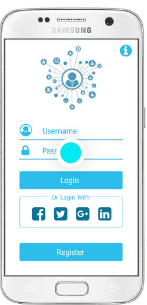 SAMSUNG
Username
Pass
Login
Or Login With
Register